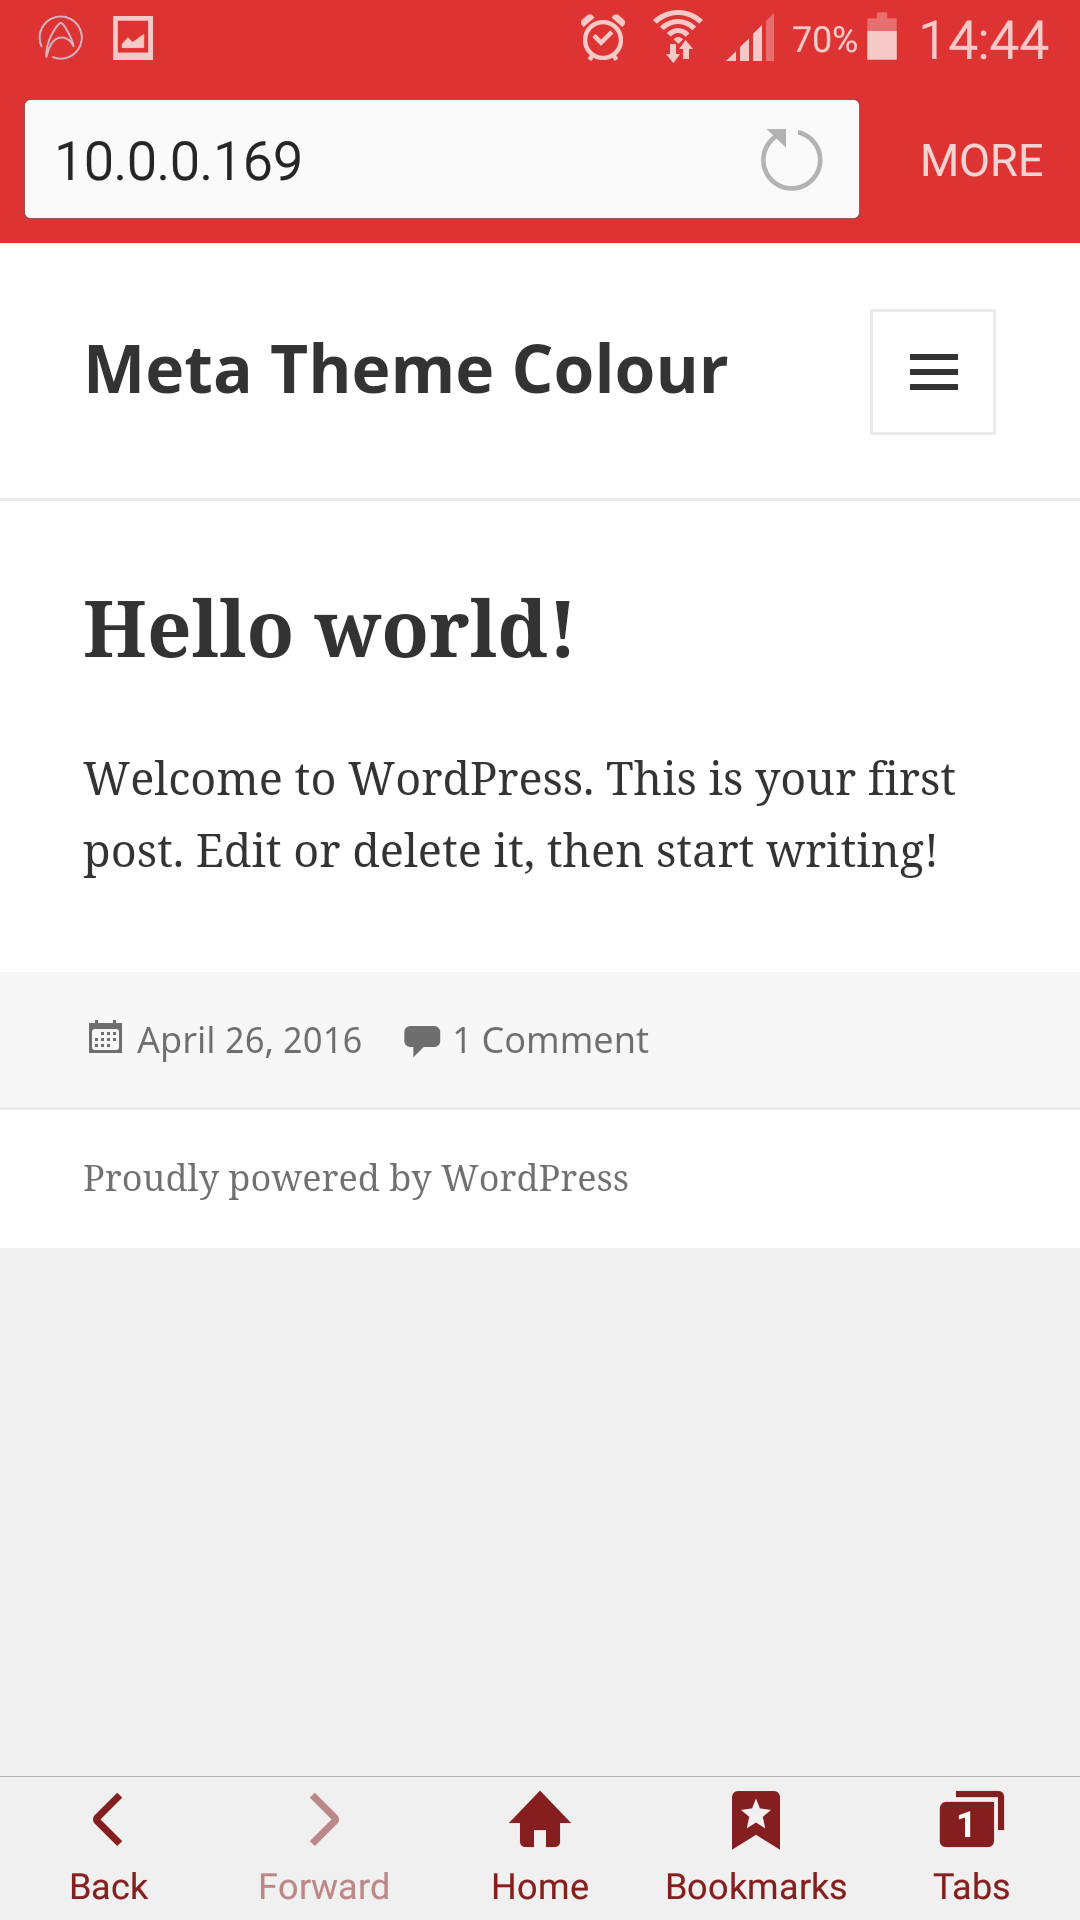 70% 14:44
10.0.0.169 MORE
Meta Theme Colour
Hello world!
Welcome to WordPress. This is your first
post. Edit or delete it, then start writing!
April 26, 2016 1 Comment
Proudly powered by WordPress
1
Back Forward Home Bookmarks Tabs